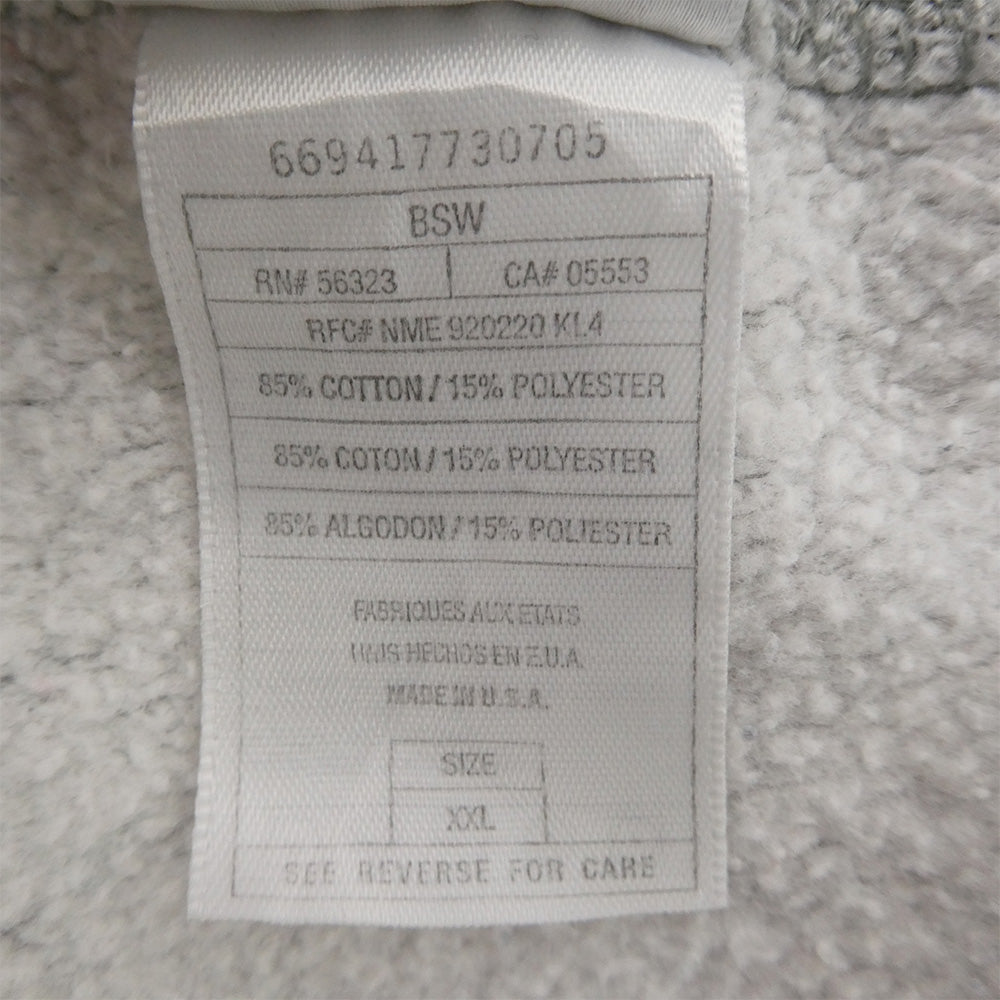 669417730705
BSW
RN# 56323 CA# 05553
RFC# NME 920220 KL4
85% COTTON / 15% POLYESTER
85% COTON / 15% POLYESTER
85% ALGODON / 15% POLIESTER
FABRIQUES AUX ETATS
UNIS HECHOS EN E.U.A.
MADE IN U.S.A.
SIZE
XXL
SEE REVERSE FOR CARE